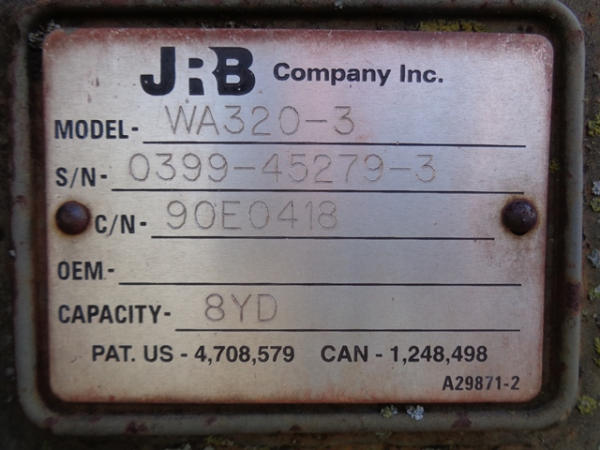 JRB Company Inc.
MODEL- WA320-3
S/N- 0399-45279-3
C/N- 90E0418
OEM-
CAPACITY- 8YD
PAT. US - 4,708,579 CAN - 1,248,498
A29871-2